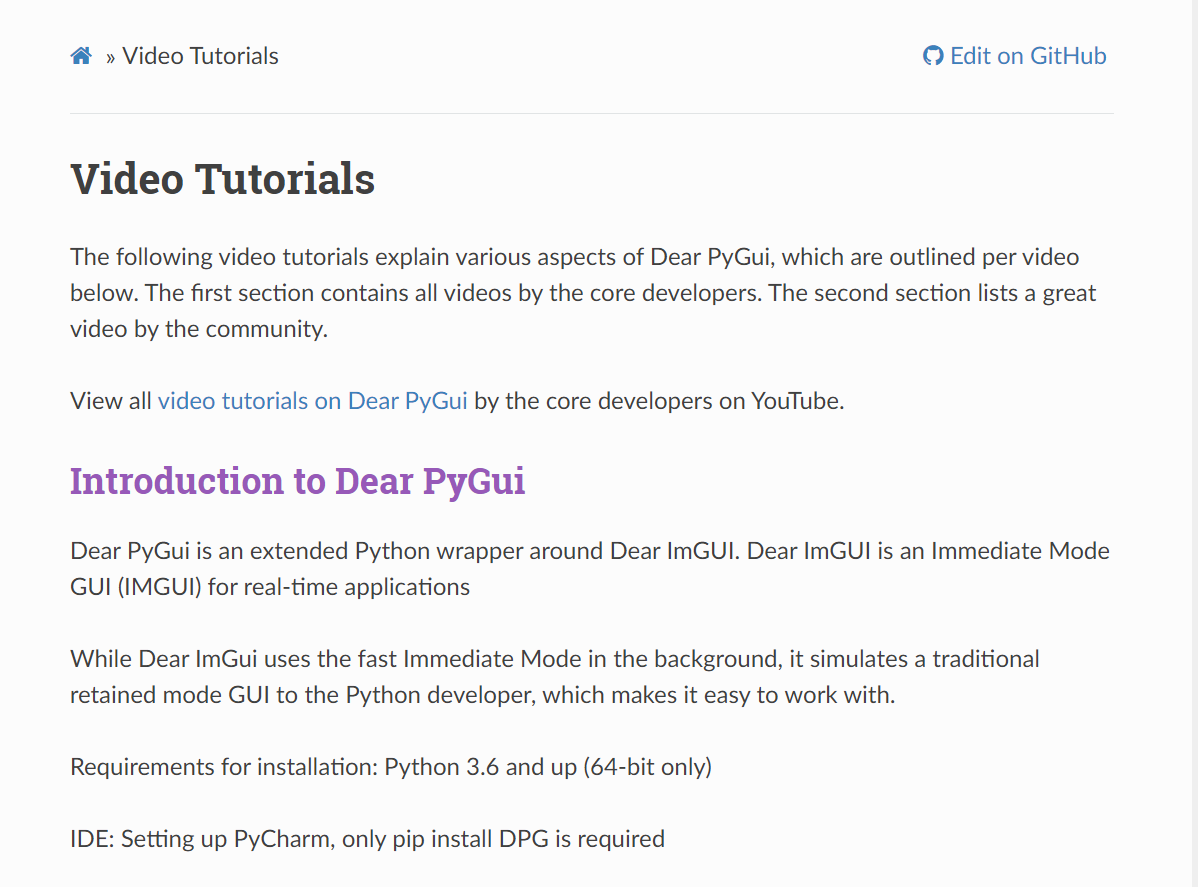 » Video Tutorials
Edit on GitHub
Video Tutorials
The following video tutorials explain various aspects of Dear PyGui, which are outlined per video
below. The first section contains all videos by the core developers. The second section lists a great
video by the community.
View all video tutorials on Dear PyGui by the core developers on YouTube.
Introduction to Dear PyGui
Dear PyGui is an extended Python wrapper around Dear ImGUI. Dear ImGUI is an Immediate Mode
GUI (IMGUI) for real-time applications
While Dear ImGui uses the fast Immediate Mode in the background, it simulates a traditional
retained mode GUI to the Python developer, which makes it easy to work with.
Requirements for installation: Python 3.6 and up (64-bit only)
IDE: Setting up PyCharm, only pip install DPG is required